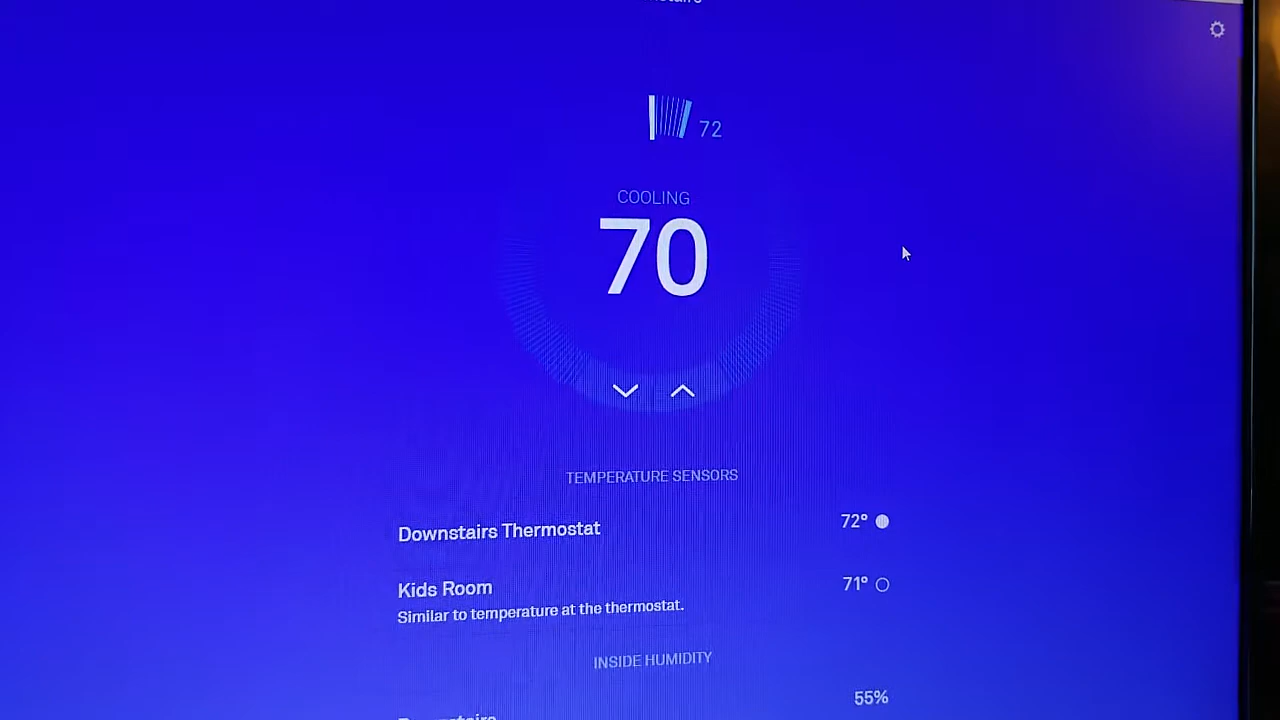 72
COOLING
70
TEMPERATURE SENSORS
Downstairs Thermostat 72°
Kids Room 71°
Similar to temperature at the thermostat.
INSIDE HUMIDITY
55%